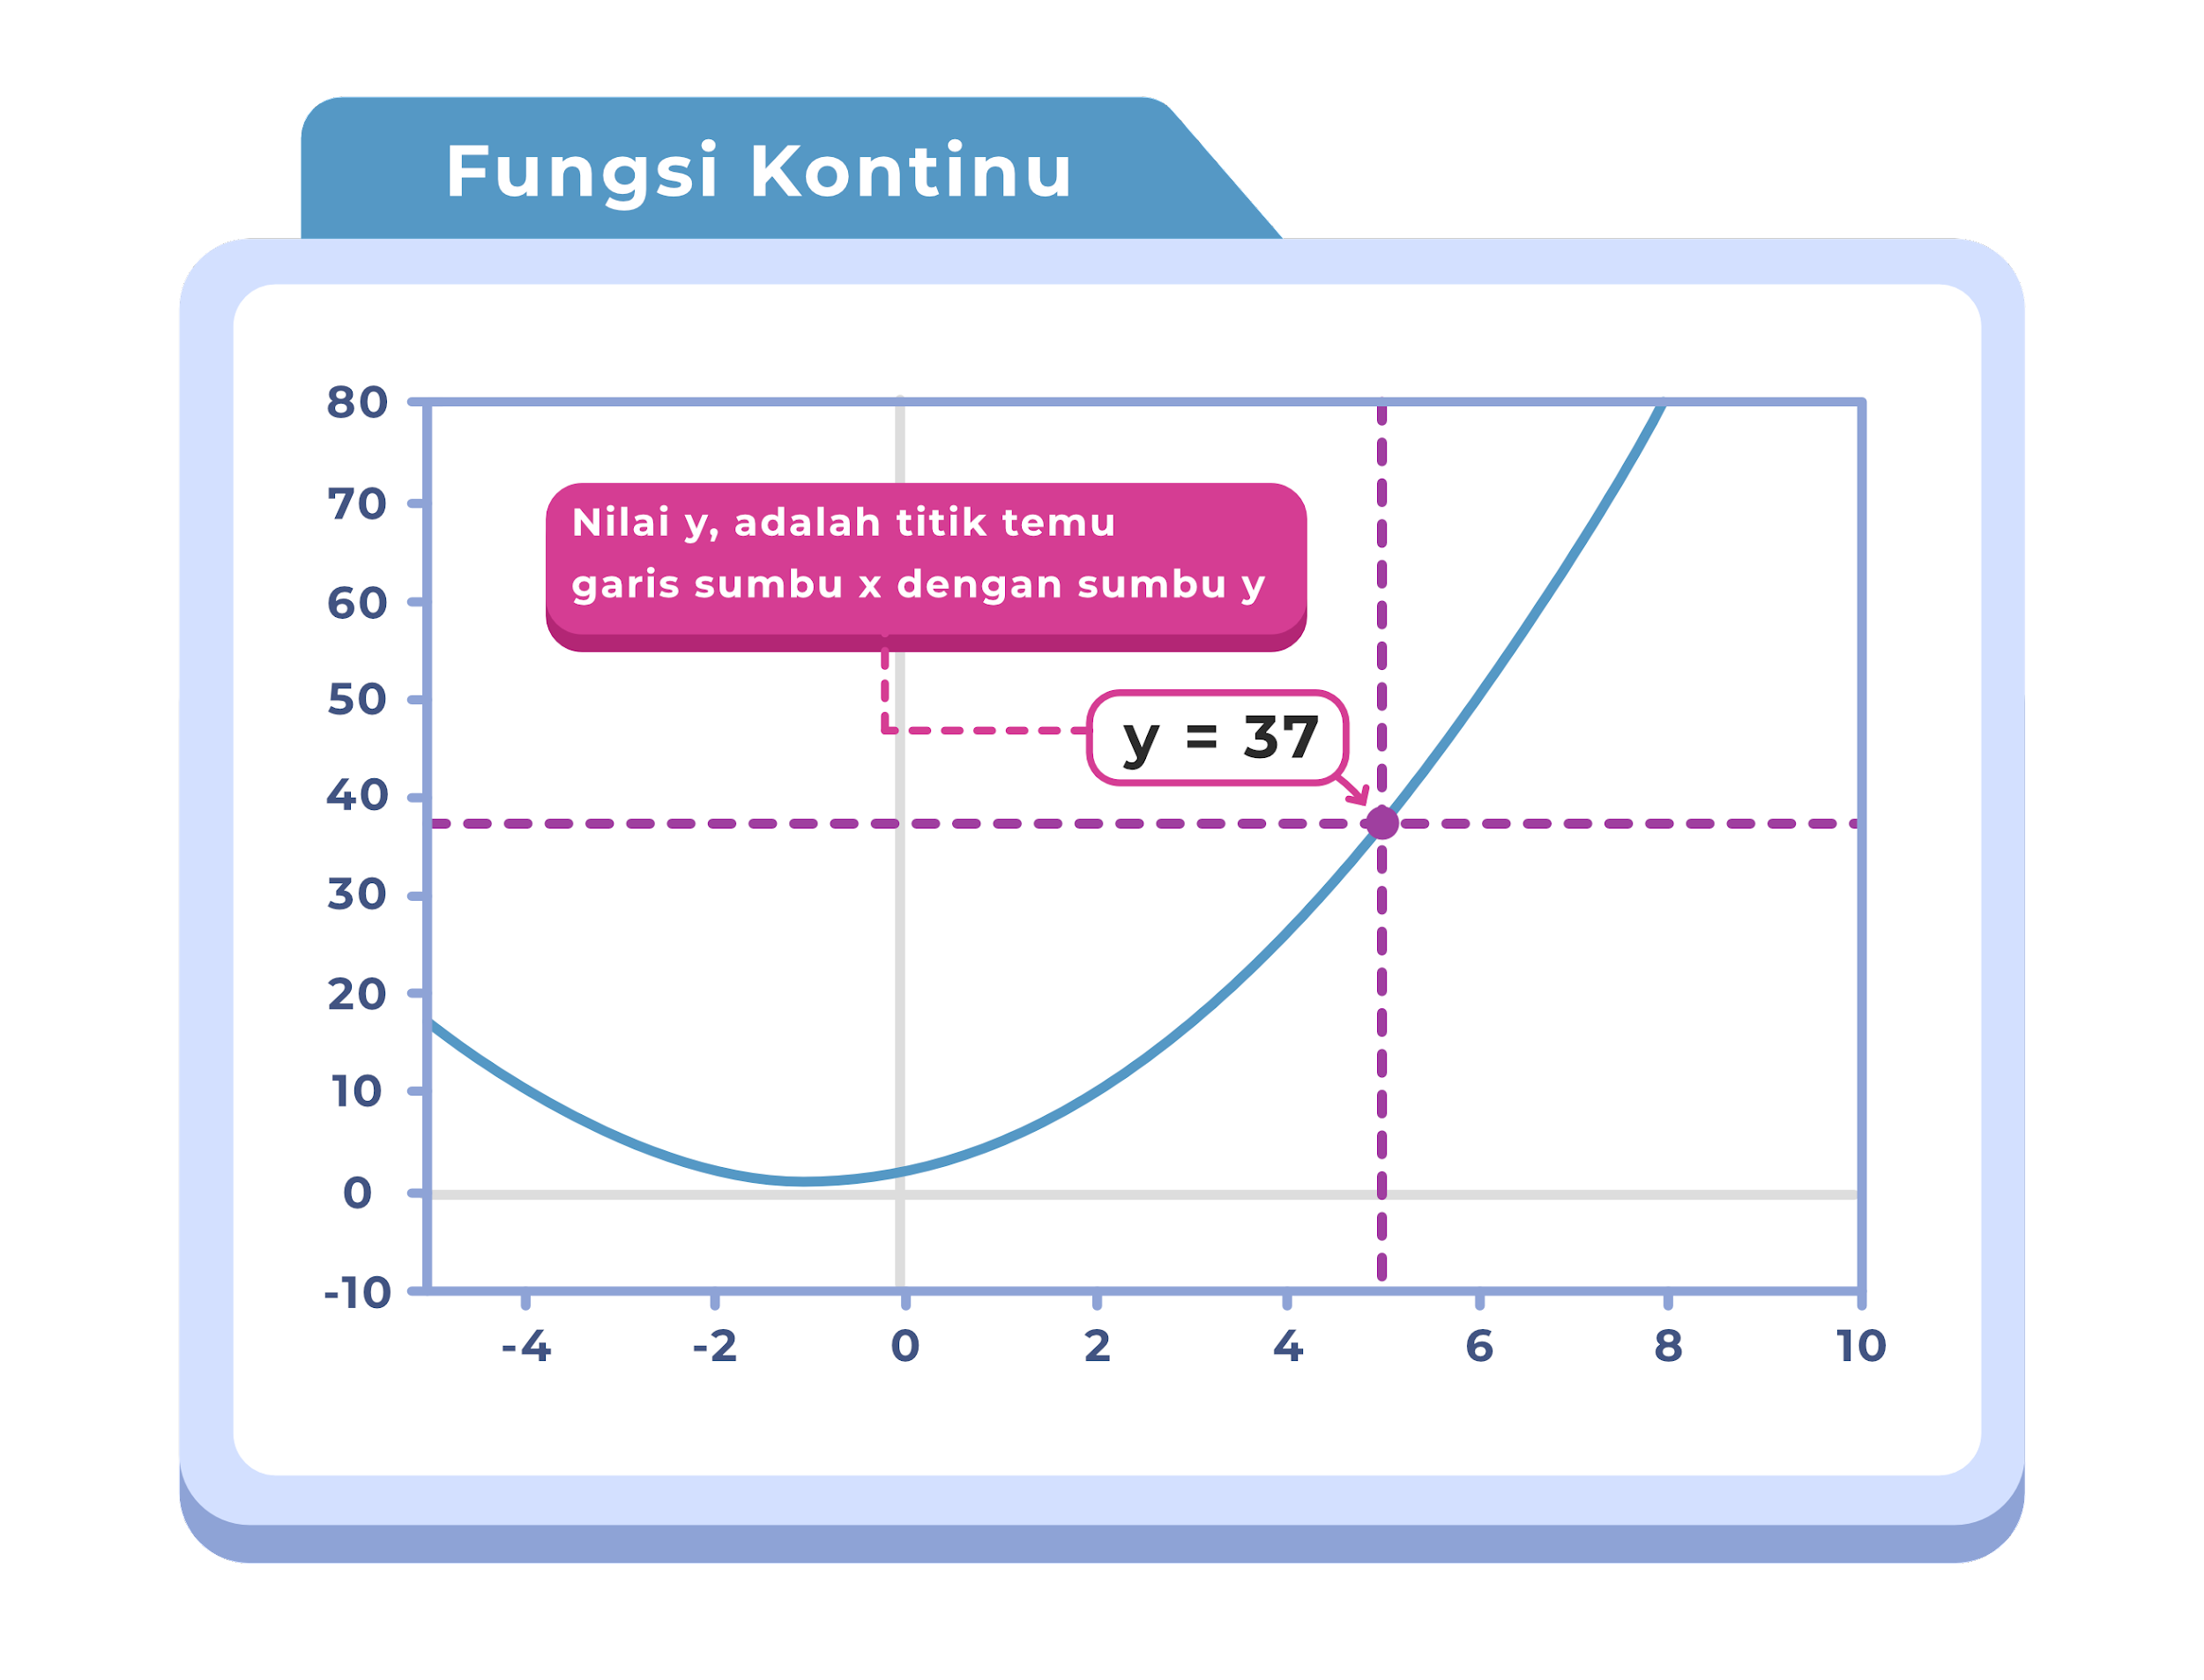 Fungsi Kontinu
80
70
Nilai y, adalah titik temu
garis sumbu x dengan sumbu y
60
50
y = 37
40
30
20
10
0
-10
-4 -2 0 2 4 6 8 10